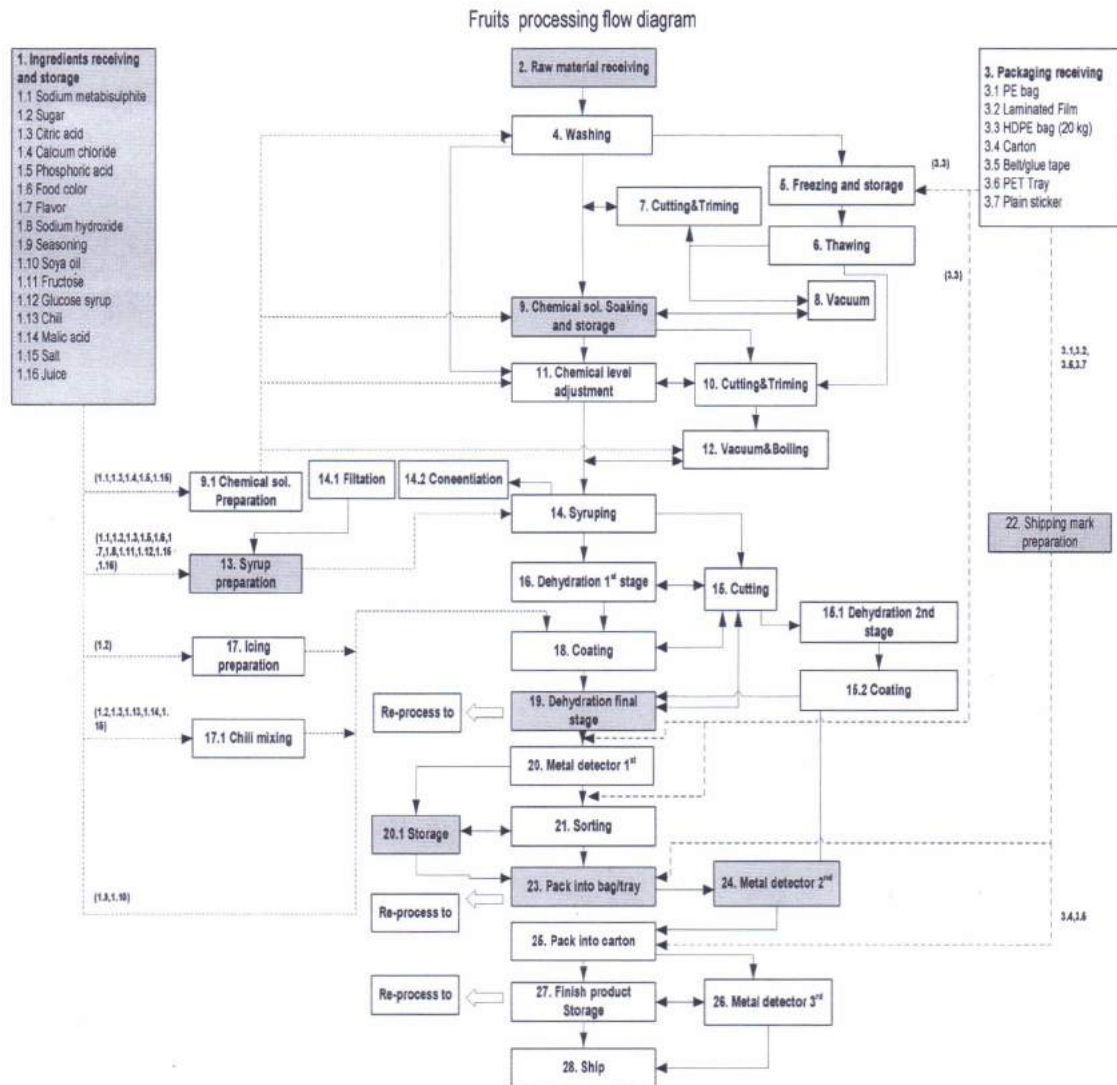 Fruits processing flow diagram
1. Ingredients receiving
and storage
1.1 Sodium metabisulphite
1.2 Sugar
1.3 Citric acid
1.4 Calcium chloride
1.5 Phosphoric acid
1.6 Food color
1.7 Flavor
1.8 Sodium hydroxide
1.9 Seasoning
1.10 Soya oil
1.11 Fructose
1.12 Glucose syrup
1.13 Chili
1.14 Malic acid
1.15 Salt
1.16 Juice
2. Raw material receiving
3. Packaging receiving
3.1 PE bag
3.2 Laminated Film
3.3 HDPE bag (20 kg)
3.4 Carton
3.5 Belt/glue tape
3.6 PET Tray
3.7 Plain sticker
4. Washing
(3.3)
5. Freezing and storage
7. Cutting&Triming
6. Thawing
(3.3)
8. Vacuum
9. Chemical sol. Soaking
and storage
3.1,3.2,
3.6,3.7
11. Chemical level
adjustment
10. Cutting&Triming
12. Vacuum&Boiling
(1.1,1.3,1.4,1.5,1.15)
9.1 Chemical sol.
Preparation
14.1 Filtation
14.2 Coneentiation
14. Syruping
22. Shipping mark
preparation
(1.1,1.2,1.3,1.5,1.6,1
.7,1.8,1.11,1.12,1.15
,1.16)
13. Syrup
preparation
16. Dehydration 1st stage
15. Cutting
15.1 Dehydration 2nd
stage
(1.2)
17. Icing
preparation
18. Coating
15.2 Coating
Re-process to
19. Dehydration final
stage
(1.2,1.3,1.13,1.14,1.
15)
17.1 Chili mixing
20. Metal detector 1st
20.1 Storage
21. Sorting
23. Pack into bag/tray
24. Metal detector 2nd
(1.9,1.10)
Re-process to
3.4,3.5
25. Pack into carton
Re-process to
27. Finish product
Storage
26. Metal detector 3rd
28. Ship